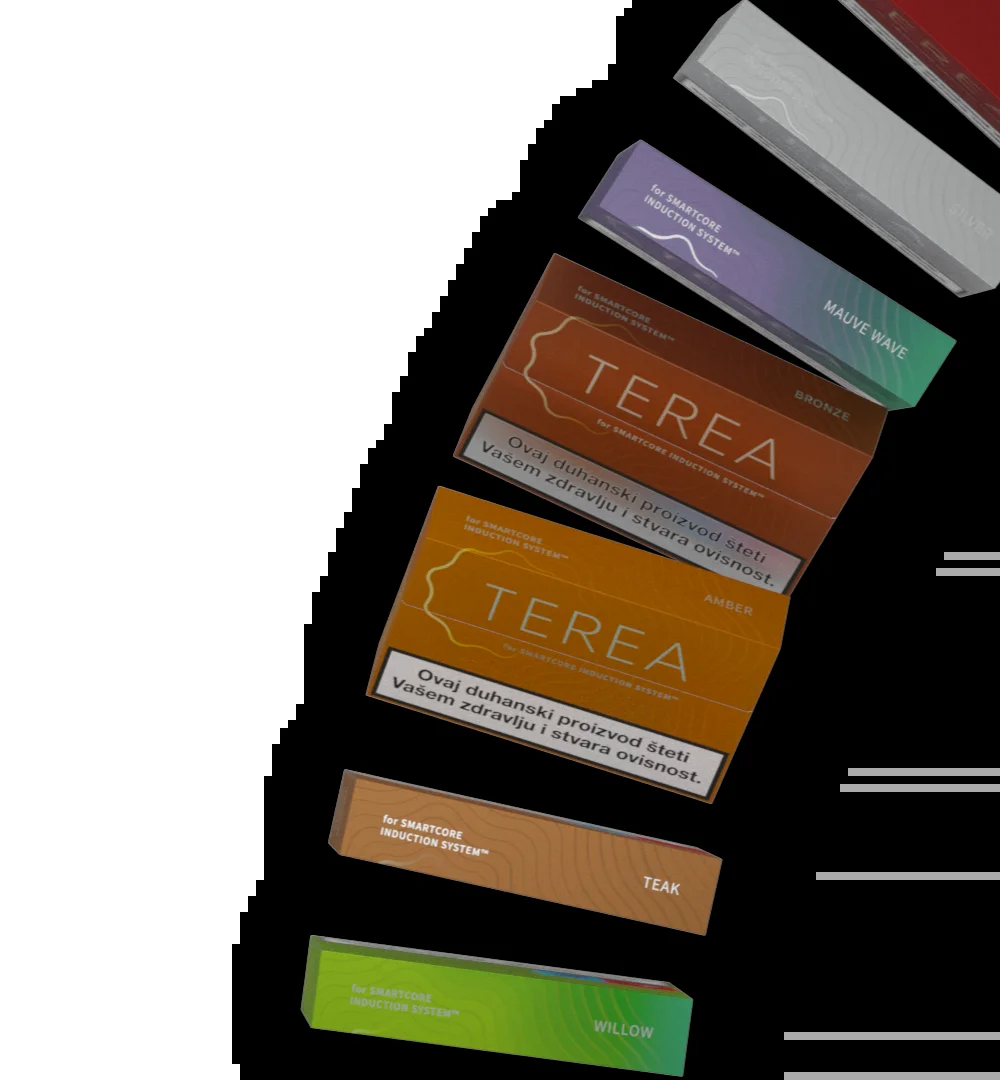 SILVER
for SMARTCORE
INDUCTION SYSTEM™
MAUVE WAVE
for SMARTCORE
INDUCTION SYSTEM™
BRONZE
TEREA
for SMARTCORE INDUCTION SYSTEM™
Ovaj duhanski proizvod šteti
Vašem zdravlju i stvara ovisnost.
for SMARTCORE
INDUCTION SYSTEM™
AMBER
TEREA
for SMARTCORE INDUCTION SYSTEM™
Ovaj duhanski proizvod šteti
Vašem zdravlju i stvara ovisnost.
for SMARTCORE
INDUCTION SYSTEM™
TEAK
for SMARTCORE
INDUCTION SYSTEM™
WILLOW